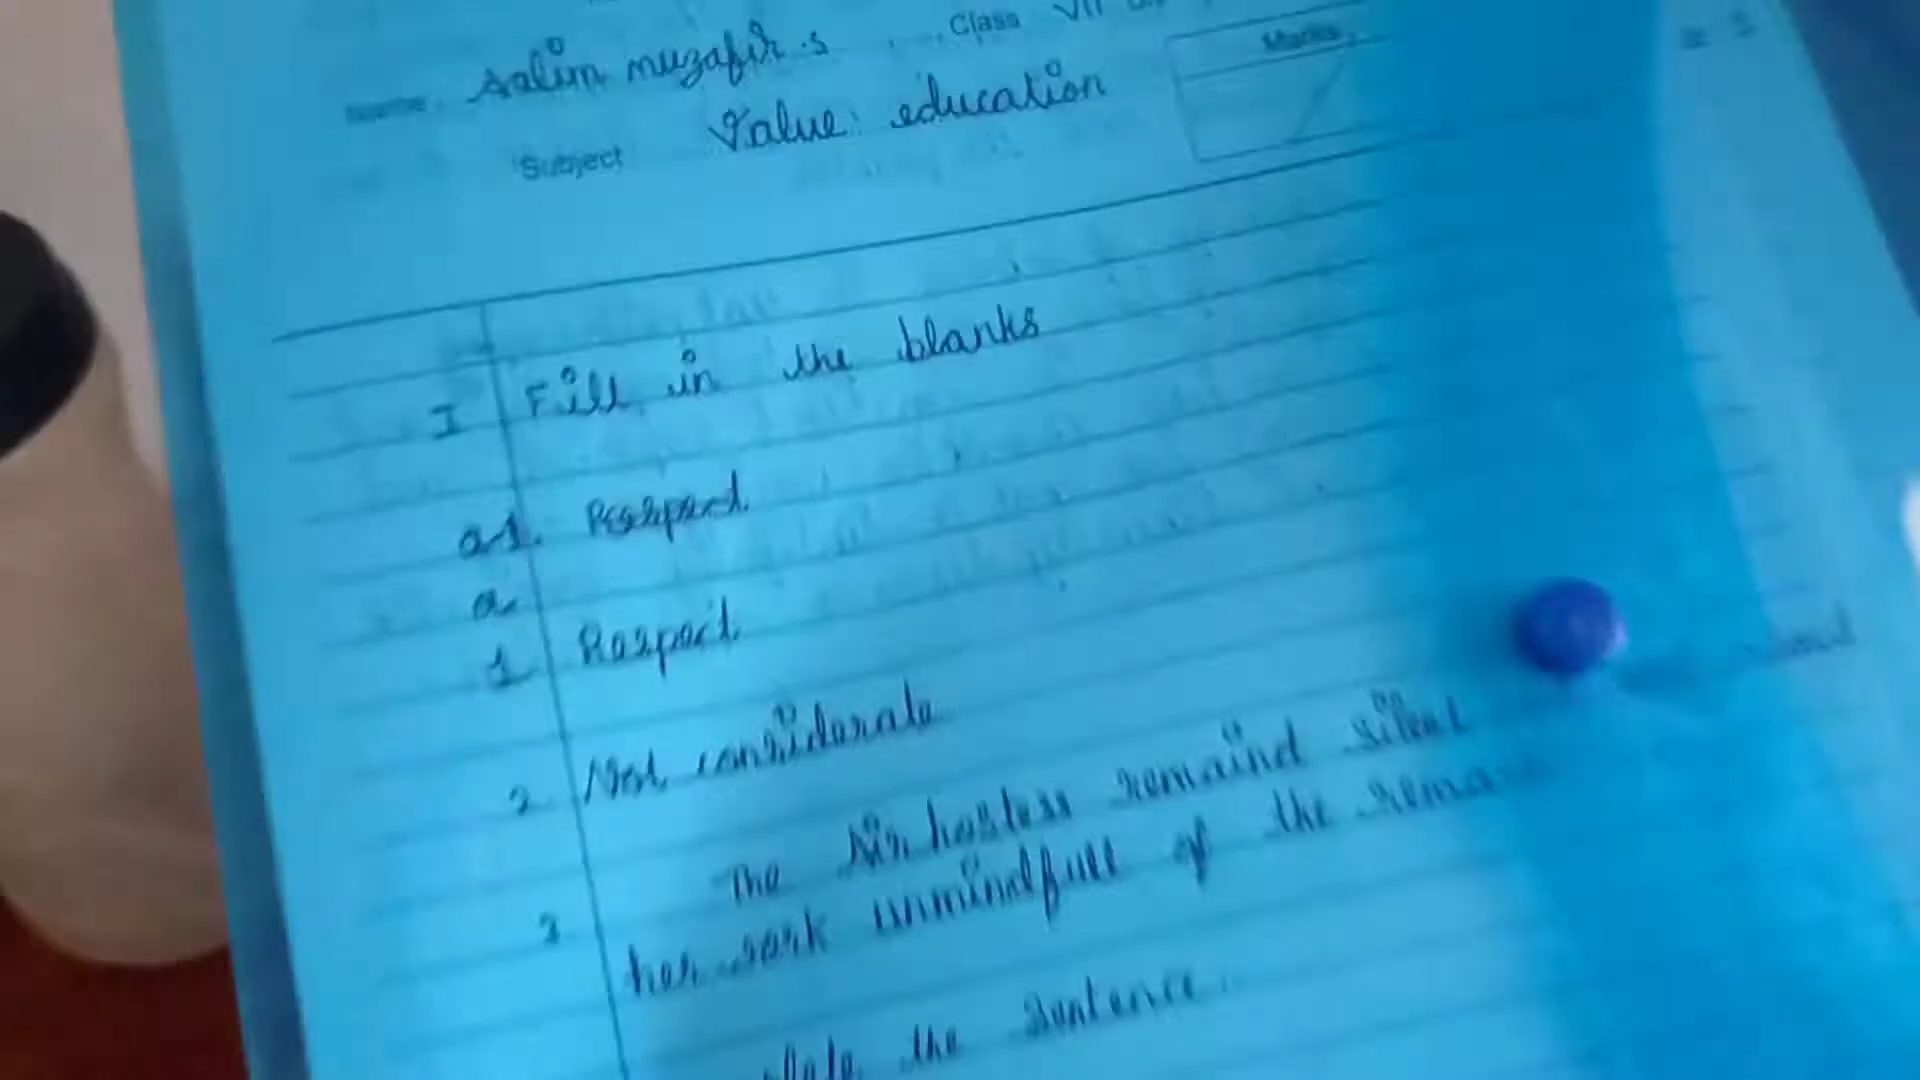 Name. Salim muzafir.s Class VII
Subject Value education
Marks
I Fill in the blanks
a1. Respect
a.
1 Respect
2 Not considerate
The Air hostess remaind silent
3 her work unmindfull of the
the sentence.